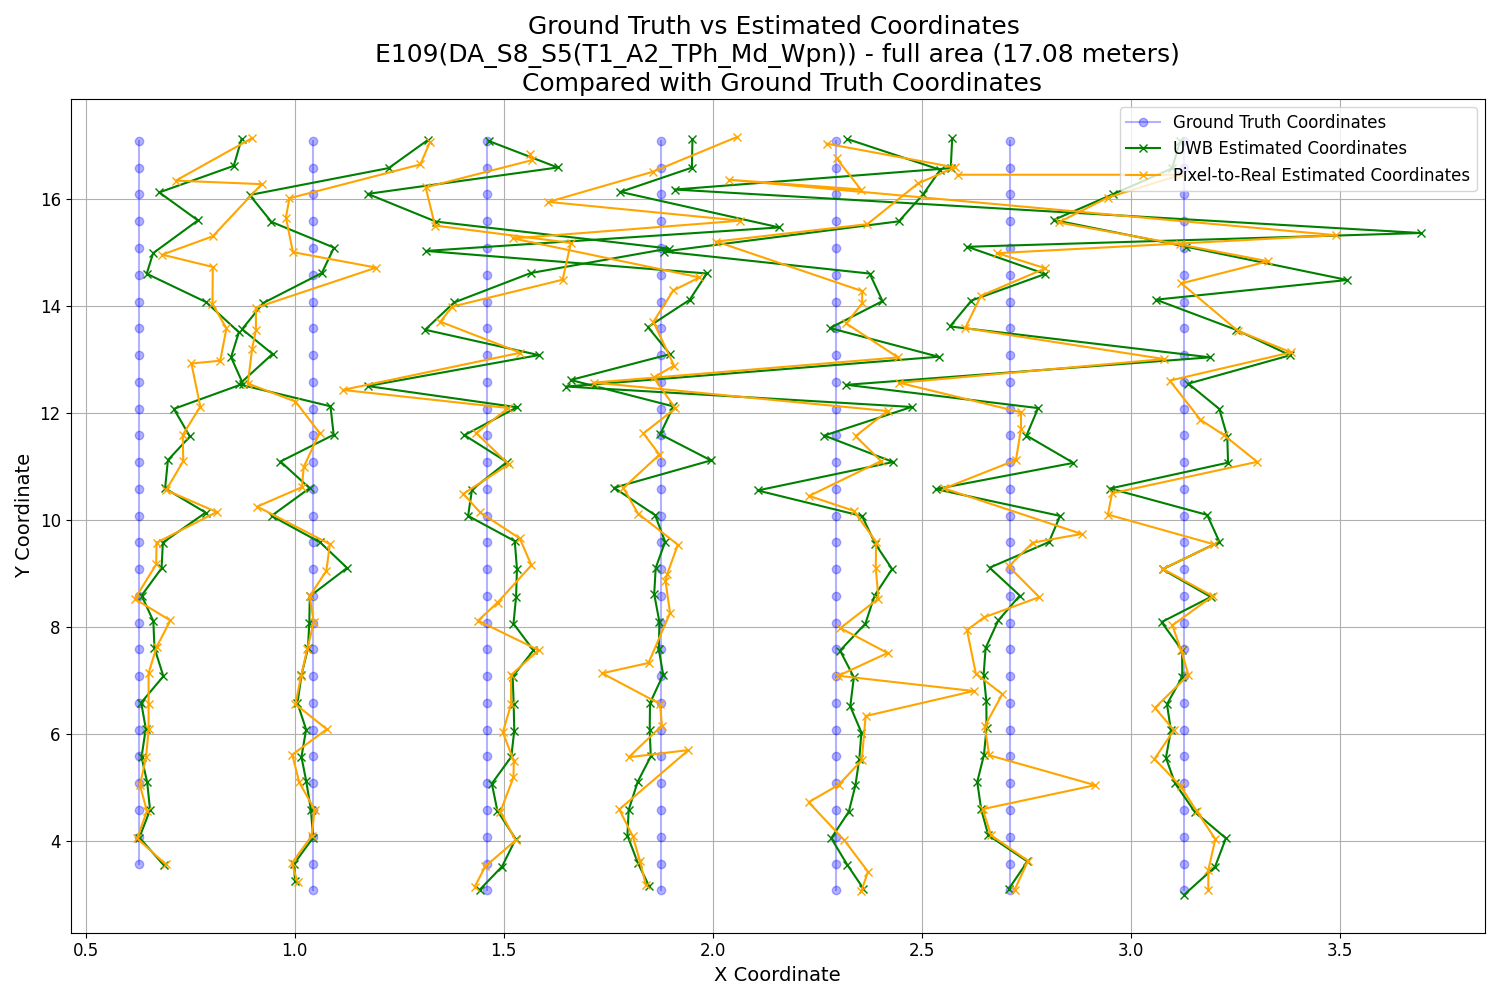 Ground Truth vs Estimated Coordinates
E109(DA_S8_S5(T1_A2_TPh_Md_Wpn)) - full area (17.08 meters)
Compared with Ground Truth Coordinates
Ground Truth Coordinates
UWB Estimated Coordinates
Pixel-to-Real Estimated Coordinates
Y Coordinate
16
14
12
10
8
6
4
0.5 1.0 1.5 2.0 2.5 3.0 3.5
X Coordinate